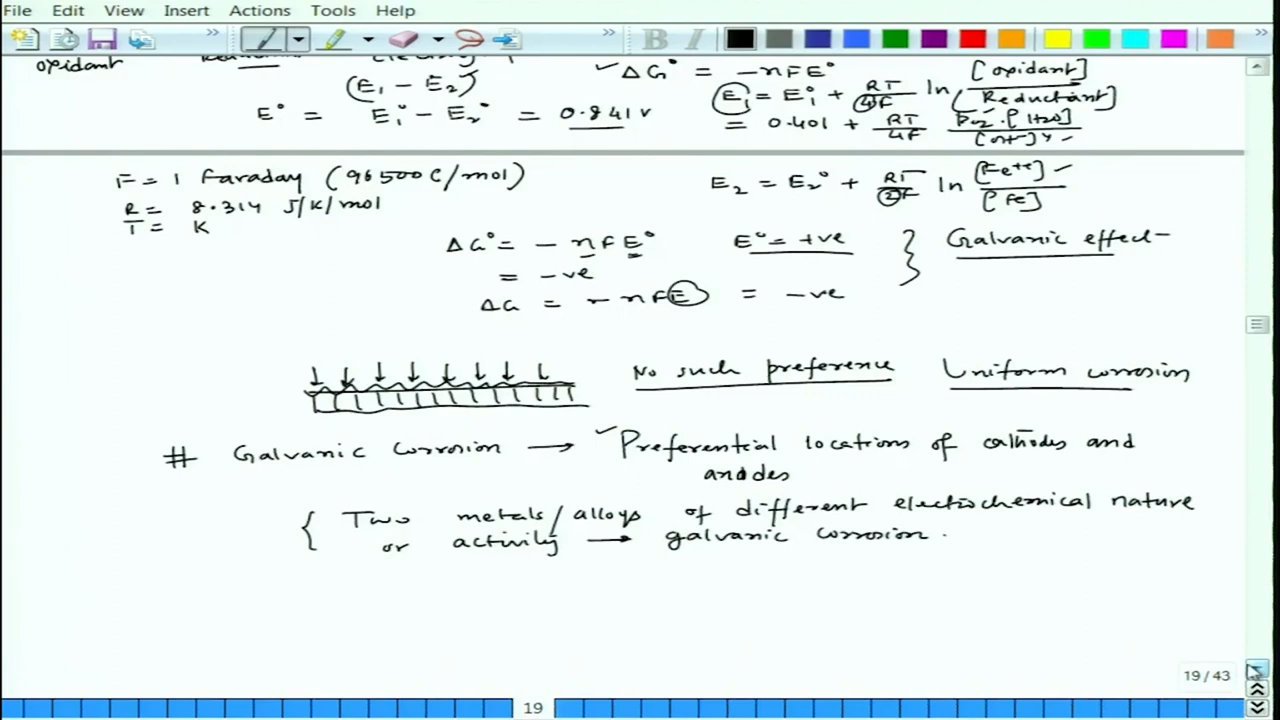 File Edit View Insert Actions Tools Help
B I
oxidant
(E₁ - E₂)
E° = E₁° - E₂° = 0.841 V
✓ ΔG° = -nFE°
E₁ = E₁° + RT/4F ln [oxidant]/[Reductant]
= 0.401 + RT/4F pO₂·[H₂O]/[OH⁻]⁴
F = 1 Faraday (96500 C/mol)
R = 8.314 J/K/mol
T = K
E₂ = E₂° + RT/2F ln [Fe⁺⁺]/[Fe]
ΔG° = - nFE° E° = +ve } Galvanic effect
= -ve
ΔG = - nFE = -ve
No such preference Uniform corrosion
# Galvanic corrosion → ✓ Preferential locations of cathodes and
anodes
{ Two metals/alloys of different electrochemical nature
or activity → galvanic corrosion.
19/43
19